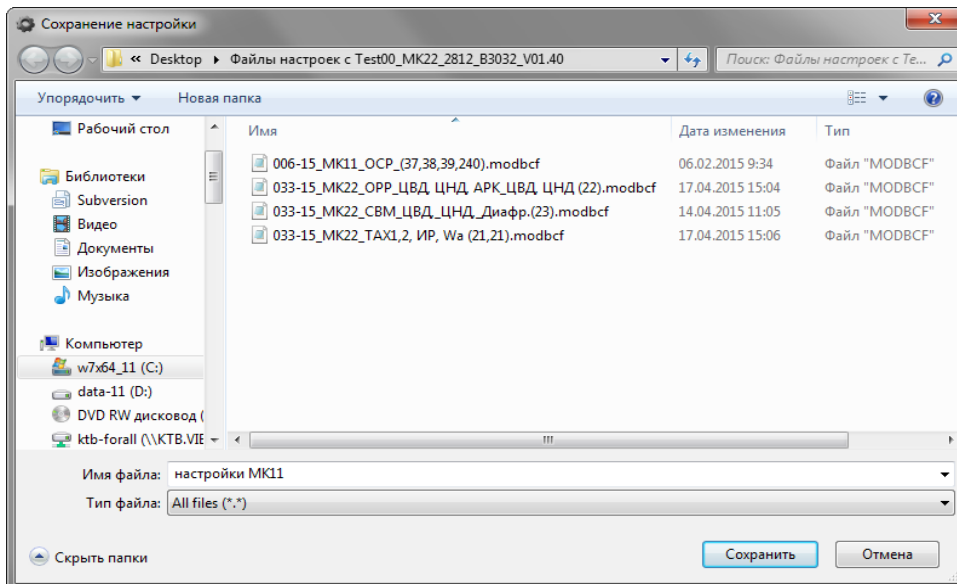 Сохранение настройки
« Desktop ▸ Файлы настроек с Test00_MK22_2812_B3032_V01.40
Поиск: Файлы настроек с Te...
Упорядочить ▼ Новая папка
Имя Дата изменения Тип
Рабочий стол
Библиотеки
Subversion
Видео
Документы
Изображения
Музыка
Компьютер
w7x64_11 (C:)
data-11 (D:)
DVD RW дисковод (
ktb-forall (\\KTB.VIE
006-15_MK11_OCP_(37,38,39,240).modbcf 06.02.2015 9:34 Файл "MODBCF"
033-15_MK22_ОРР_ЦВД, ЦНД, АРК_ЦВД, ЦНД (22).modbcf 17.04.2015 15:04 Файл "MODBCF"
033-15_MK22_СВМ_ЦВД_ЦНД_Диафр.(23).modbcf 14.04.2015 11:05 Файл "MODBCF"
033-15_MK22_TAX1,2, ИР, Wa (21,21).modbcf 17.04.2015 15:06 Файл "MODBCF"
Имя файла: настройки MK11
Тип файла: All files (*.*)
Скрыть папки Сохранить Отмена